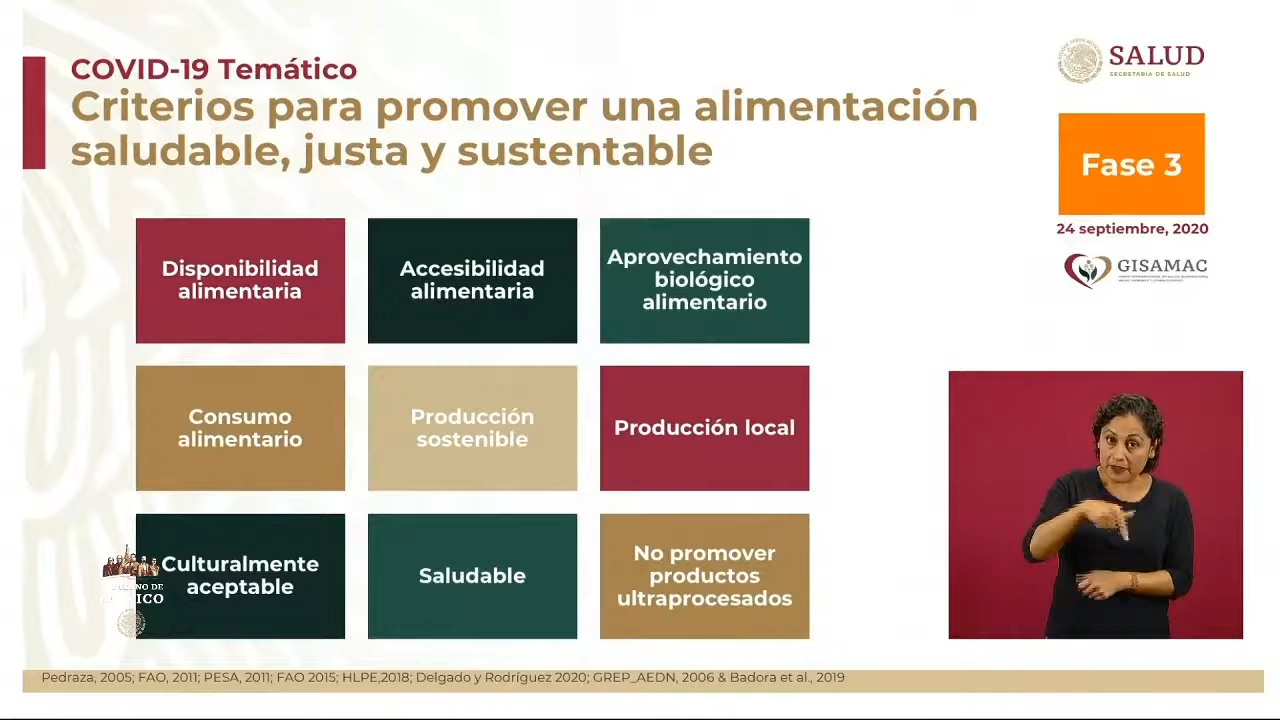 COVID-19 Temático
Criterios para promover una alimentación
saludable, justa y sustentable
SALUD
SECRETARÍA DE SALUD
Fase 3
24 septiembre, 2020
GISAMAC
Disponibilidad
alimentaria
Accesibilidad
alimentaria
Aprovechamiento
biológico
alimentario
Consumo
alimentario
Producción
sostenible
Producción local
Culturalmente
aceptable
Saludable
No promover
productos
ultraprocesados
Pedraza, 2005; FAO, 2011; PESA, 2011; FAO 2015; HLPE,2018; Delgado y Rodríguez 2020; GREP_AEDN, 2006 & Badora et al., 2019